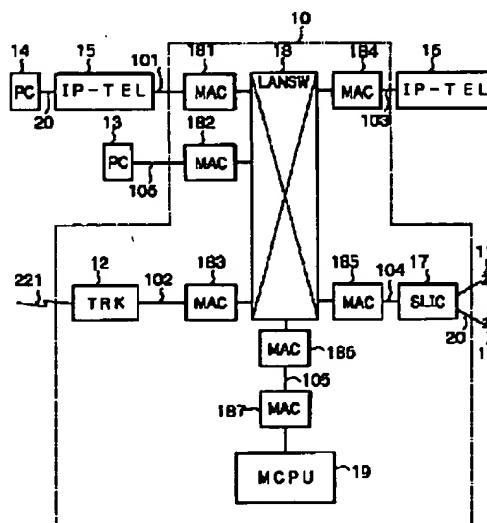 10
14 15 101 181 18 184 16
PC IP-TEL MAC LANSW MAC IP-TEL
20 103
13 182
PC MAC
106
12 102 183 185 104 17
221 TRK MAC MAC SLIC
20
MAC 186
105
187 MAC
MCPU 19